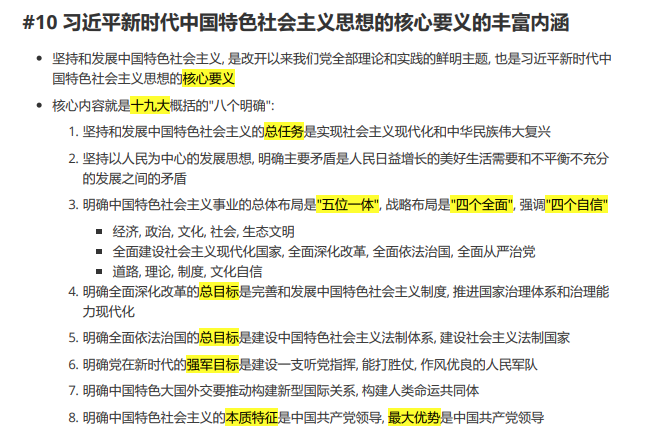 #10 习近平新时代中国特色社会主义思想的核心要义的丰富内涵
坚持和发展中国特色社会主义, 是改开以来我们党全部理论和实践的鲜明主题, 也是习近平新时代中
国特色社会主义思想的核心要义
核心内容就是十九大概括的"八个明确":
1. 坚持和发展中国特色社会主义的总任务是实现社会主义现代化和中华民族伟大复兴
2. 坚持以人民为中心的发展思想, 明确主要矛盾是人民日益增长的美好生活需要和不平衡不充分
的发展之间的矛盾
3. 明确中国特色社会主义事业的总体布局是"五位一体", 战略布局是"四个全面", 强调"四个自信"
经济, 政治, 文化, 社会, 生态文明
全面建设社会主义现代化国家, 全面深化改革, 全面依法治国, 全面从严治党
道路, 理论, 制度, 文化自信
4. 明确全面深化改革的总目标是完善和发展中国特色社会主义制度, 推进国家治理体系和治理能
力现代化
5. 明确全面依法治国的总目标是建设中国特色社会主义法制体系, 建设社会主义法制国家
6. 明确党在新时代的强军目标是建设一支听党指挥, 能打胜仗, 作风优良的人民军队
7. 明确中国特色大国外交要推动构建新型国际关系, 构建人类命运共同体
8. 明确中国特色社会主义的本质特征是中国共产党领导, 最大优势是中国共产党领导